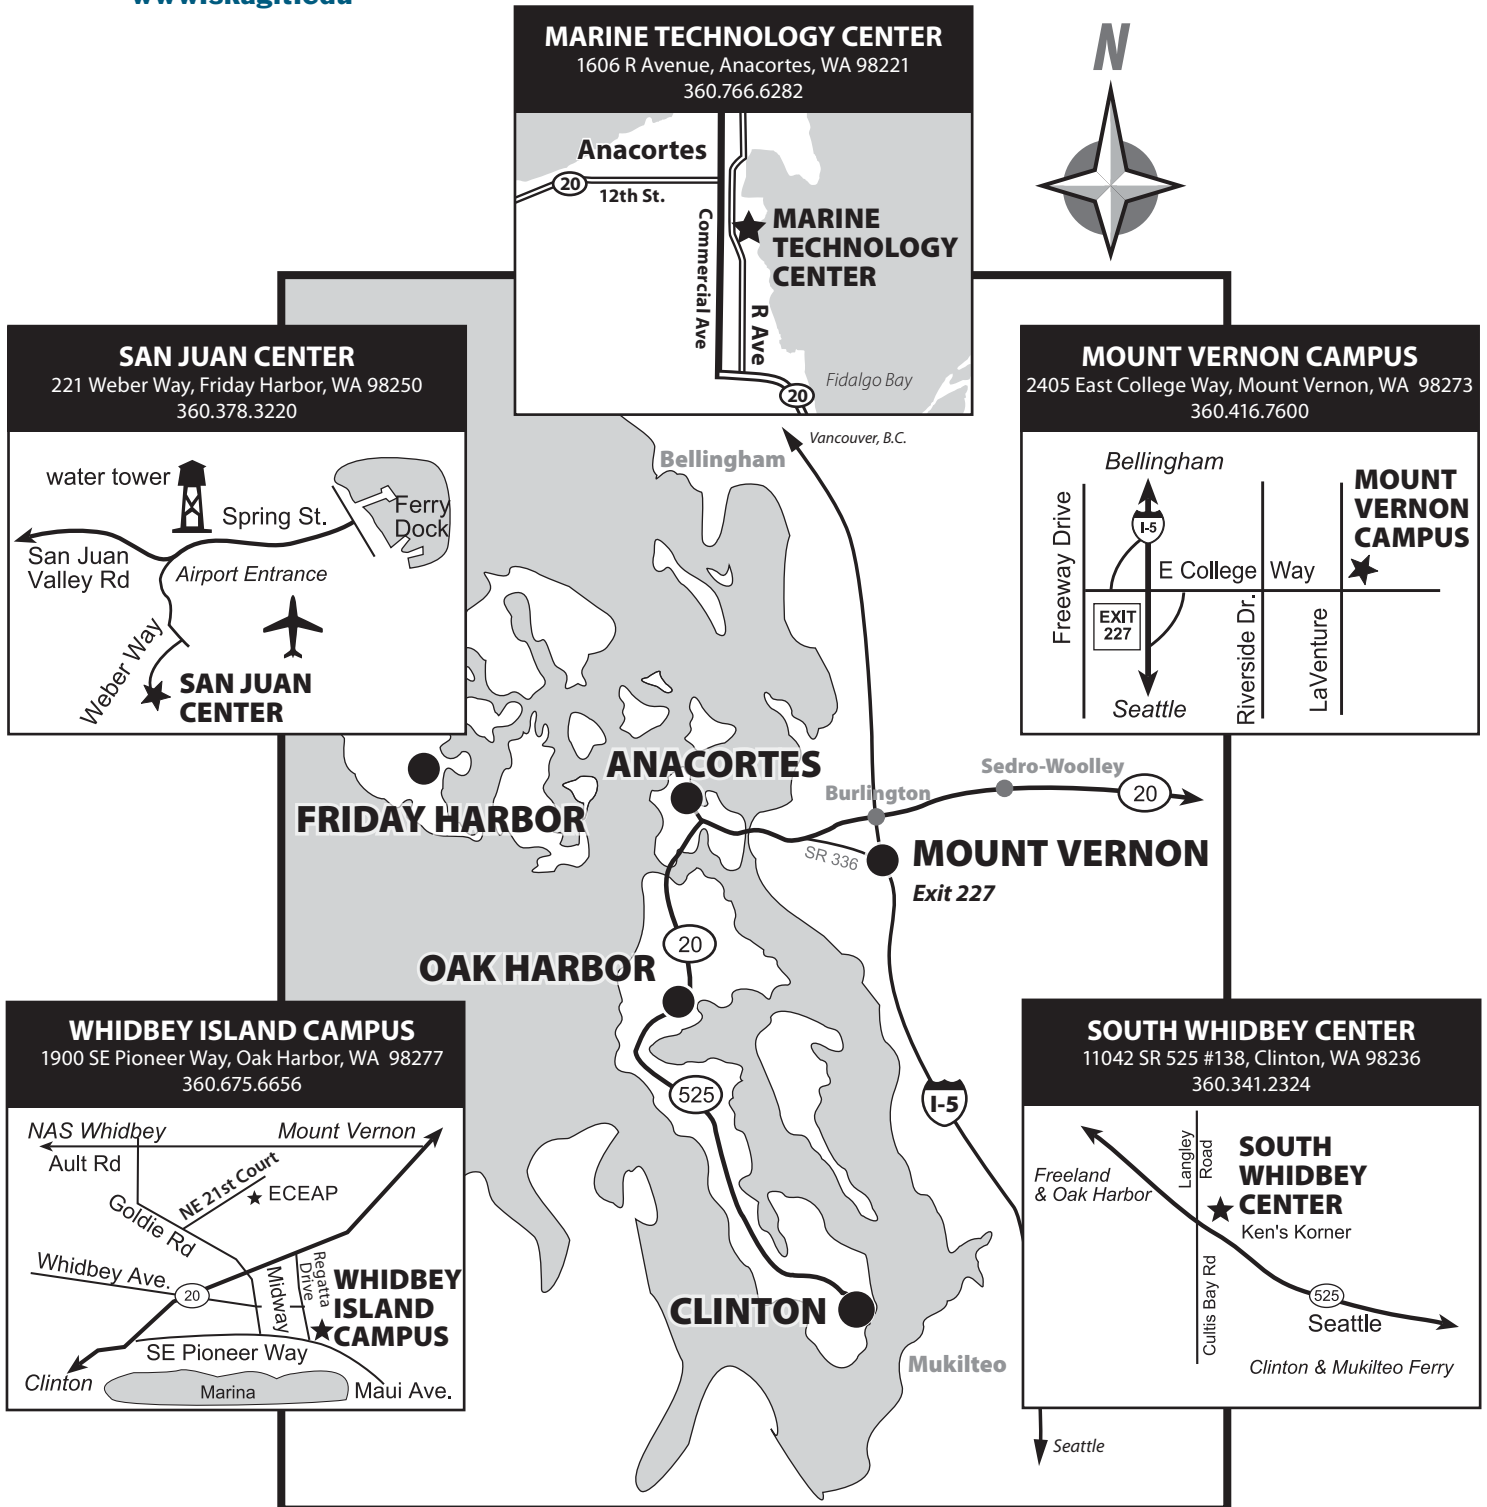 www.skagit.edu
MARINE TECHNOLOGY CENTER
1606 R Avenue, Anacortes, WA 98221
360.766.6282
Anacortes
20
12th St.
Commercial Ave
R Ave
MARINE
TECHNOLOGY
CENTER
Fidalgo Bay
20
N
SAN JUAN CENTER
221 Weber Way, Friday Harbor, WA 98250
360.378.3220
water tower
Spring St.
Ferry
Dock
San Juan
Valley Rd
Airport Entrance
Weber Way
SAN JUAN
CENTER
MOUNT VERNON CAMPUS
2405 East College Way, Mount Vernon, WA 98273
360.416.7600
Bellingham
Freeway Drive
I-5
E College Way
EXIT
227
Riverside Dr.
LaVenture
Seattle
MOUNT
VERNON
CAMPUS
Vancouver, B.C.
Bellingham
ANACORTES
FRIDAY HARBOR
Burlington
Sedro-Woolley
20
SR 336
MOUNT VERNON
Exit 227
20
OAK HARBOR
525
I-5
CLINTON
Mukilteo
Seattle
WHIDBEY ISLAND CAMPUS
1900 SE Pioneer Way, Oak Harbor, WA 98277
360.675.6656
NAS Whidbey
Mount Vernon
Ault Rd
NE 21st Court
ECEAP
Goldie Rd
Whidbey Ave.
20
Midway
Regatta
Drive
WHIDBEY
ISLAND
CAMPUS
SE Pioneer Way
Clinton
Marina
Maui Ave.
SOUTH WHIDBEY CENTER
11042 SR 525 #138, Clinton, WA 98236
360.341.2324
Langley
Road
Freeland
& Oak Harbor
SOUTH
WHIDBEY
CENTER
Ken's Korner
Cultis Bay Rd
525
Seattle
Clinton & Mukilteo Ferry